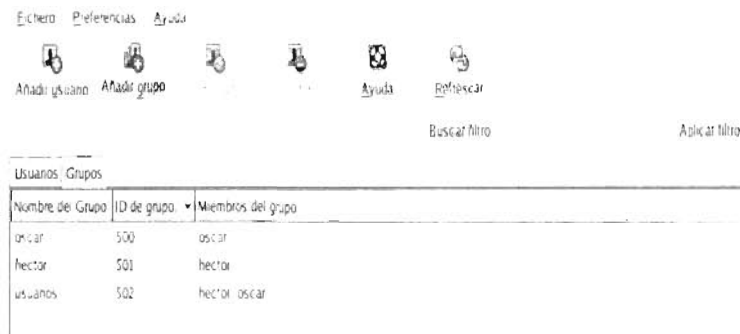 Fichero Preferencias Ayuda
Añadir usuario Añadir grupo Ayuda Refrescar
Buscar filtro Aplicar filtro
Usuarios Grupos
Nombre del Grupo ID de grupo Miembros del grupo
oscar 500 oscar
hector 501 hector
usuarios 502 hector oscar